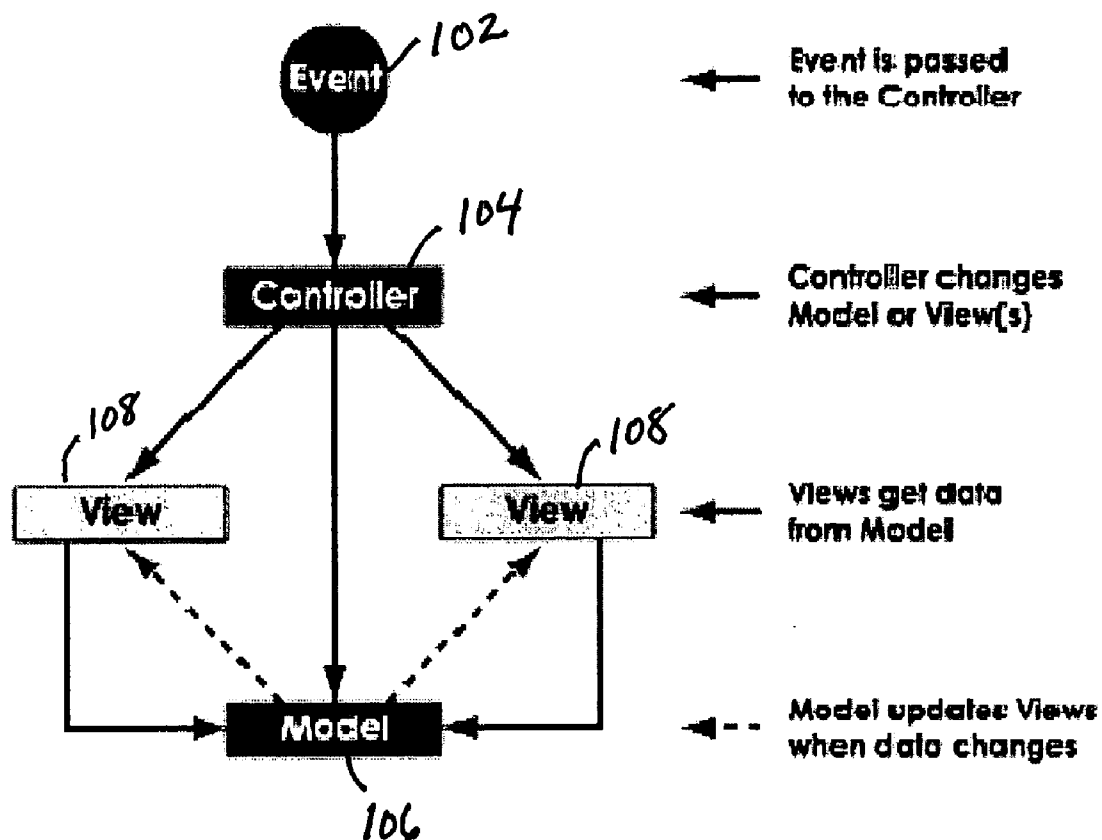 102
Event
Event is passed
to the Controller
104
Controller
Controller changes
Model or View(s)
108
View
108
View
Views get data
from Model
Model
106
Model updates Views
when data changes